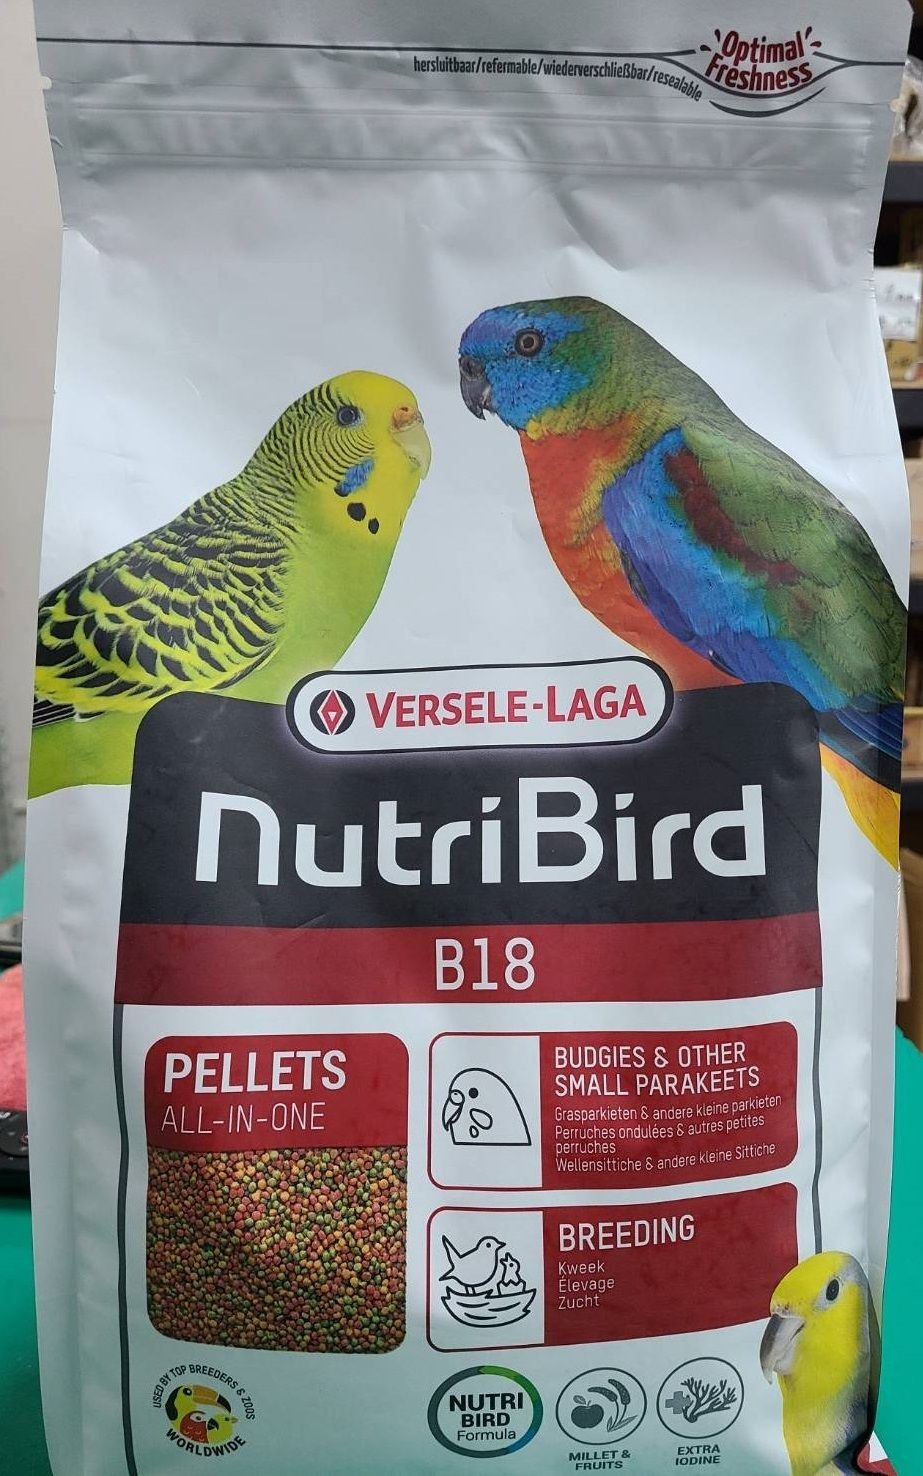 Optimal
Freshness
hersluitbaar/refermable/wiederverschließbar/resealable
VERSELE-LAGA
NutriBird
B18
PELLETS
ALL-IN-ONE
BUDGIES & OTHER
SMALL PARAKEETS
Grasparkieten & andere kleine parkieten
Perruches ondulées & autres petites
perruches
Wellensittiche & andere kleine Sittiche
BREEDING
Kweek
Élevage
Zucht
USED BY TOP BREEDERS & ZOOS
WORLDWIDE
NUTRI
BIRD
Formula
MILLET &
FRUITS
EXTRA
IODINE